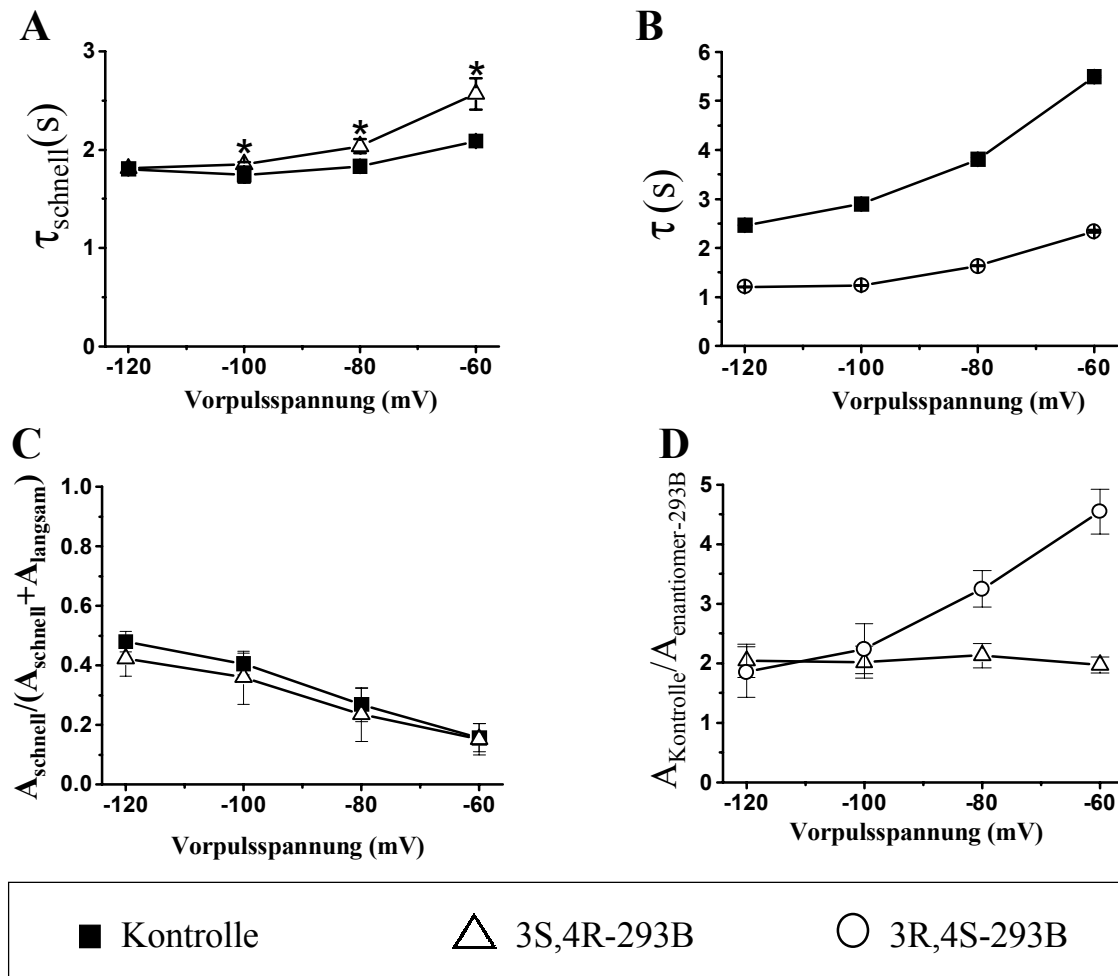 A
τschnell(s)
3
2
1
0
*
*
*
-120
-100
-80
-60
Vorpulsspannung (mV)
B
τ (s)
6
5
4
3
2
1
0
-120
-100
-80
-60
Vorpulsspannung (mV)
C
Aschnell/(Aschnell+Alangsam)
1.0
0.8
0.6
0.4
0.2
0.0
-120
-100
-80
-60
Vorpulsspannung (mV)
D
AKontrolle/Aenantiomer-293B
5
4
3
2
1
0
-120
-100
-80
-60
Vorpulsspannung (mV)
Kontrolle
3S,4R-293B
3R,4S-293B